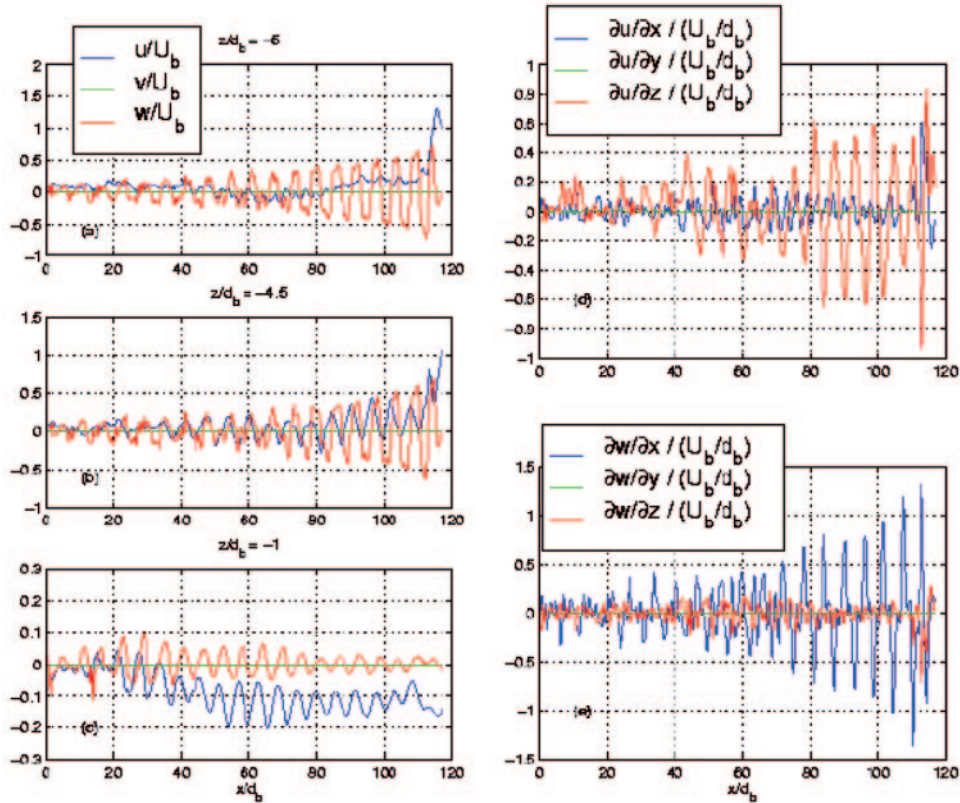 z/d_b = −5
u/U_b
v/U_b
w/U_b
2
1.5
1
0.5
0
−0.5
−1
(a)
0 20 40 60 80 100 120
z/d_b = −4.5
1.5
1
0.5
0
−0.5
−1
(b)
0 20 40 60 80 100 120
z/d_b = −1
0.3
0.2
0.1
0
−0.1
−0.2
−0.3
(c)
0 20 40 60 80 100 120
x/d_b
∂u/∂x / (U_b/d_b)
∂u/∂y / (U_b/d_b)
∂u/∂z / (U_b/d_b)
1
0.8
0.6
0.4
0.2
0
−0.2
−0.4
−0.6
−0.9
−1
(d)
0 20 40 60 80 100 120
∂w/∂x / (U_b/d_b)
∂w/∂y / (U_b/d_b)
∂w/∂z / (U_b/d_b)
1.5
1
0.5
0
−0.5
−1
−1.5
(e)
0 20 40 60 80 100 120
x/d_b